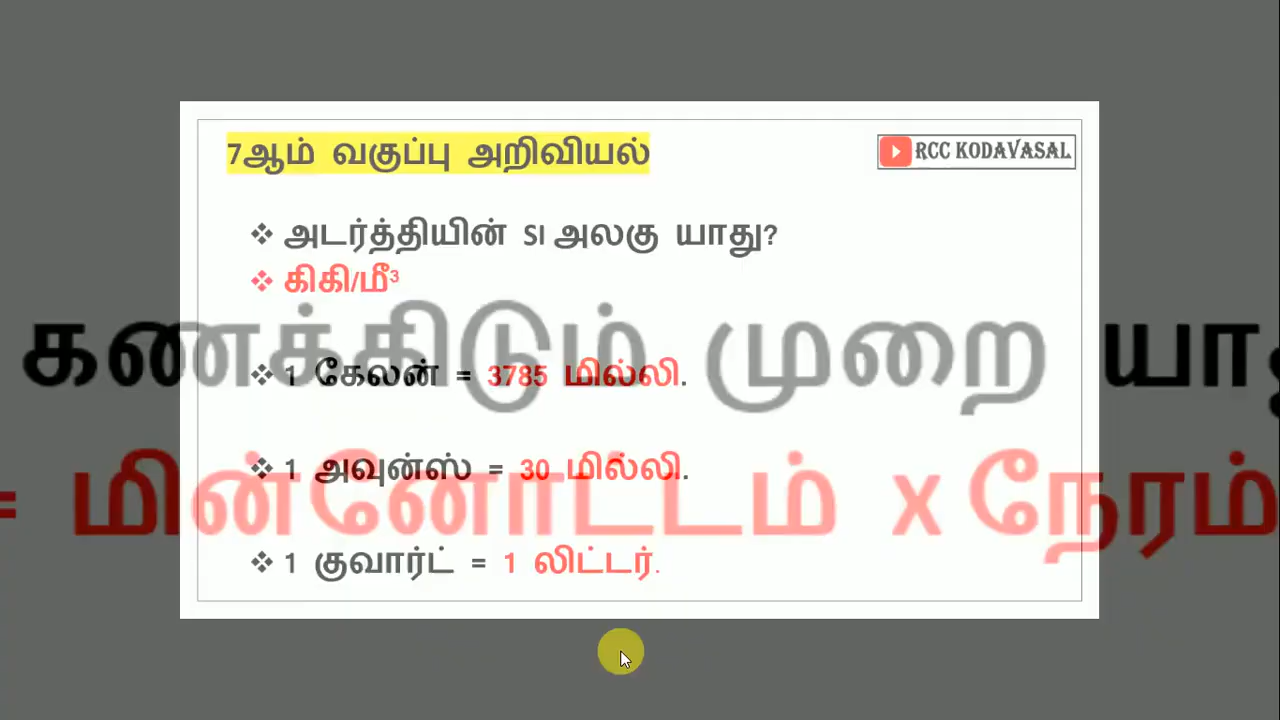 7ஆம் வகுப்பு அறிவியல்
RCC KODAVASAL
❖ அடர்த்தியின் SI அலகு யாது?
❖ கிகி/மீ³
கணக்கிடும் முறை
❖ 1 கேலன் = 3785 மில்லி.
❖ 1 அவுன்ஸ் = 30 மில்லி.
= மின்னோட்டம் x நேரம்
❖ 1 குவார்ட் = 1 லிட்டர்.